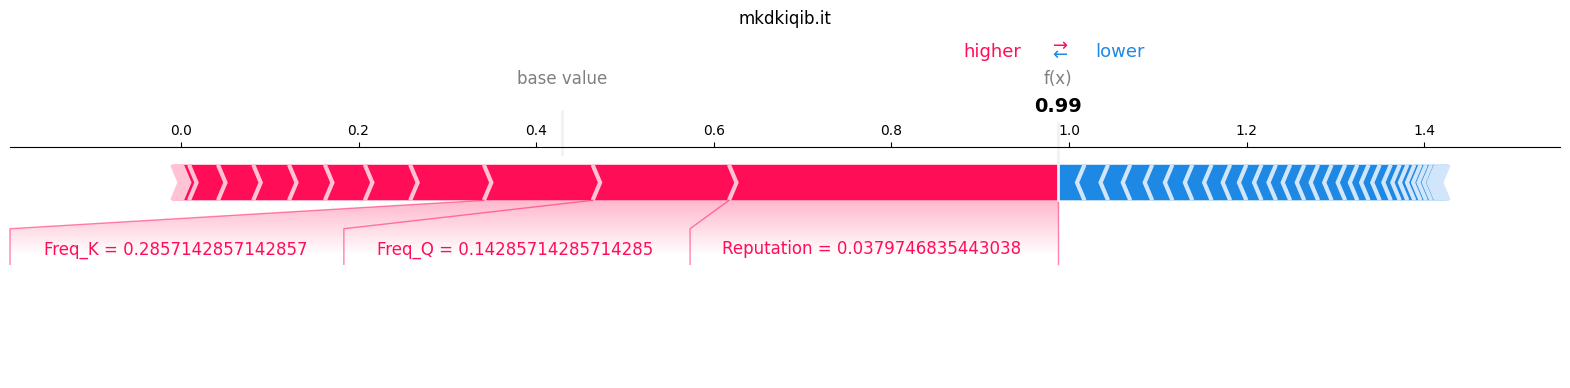 mkdkiqib.it
higher ⇄ lower
base value f(x)
0.99
0.0 0.2 0.4 0.6 0.8 1.0 1.2 1.4
Freq_K = 0.2857142857142857 Freq_Q = 0.14285714285714285 Reputation = 0.0379746835443038